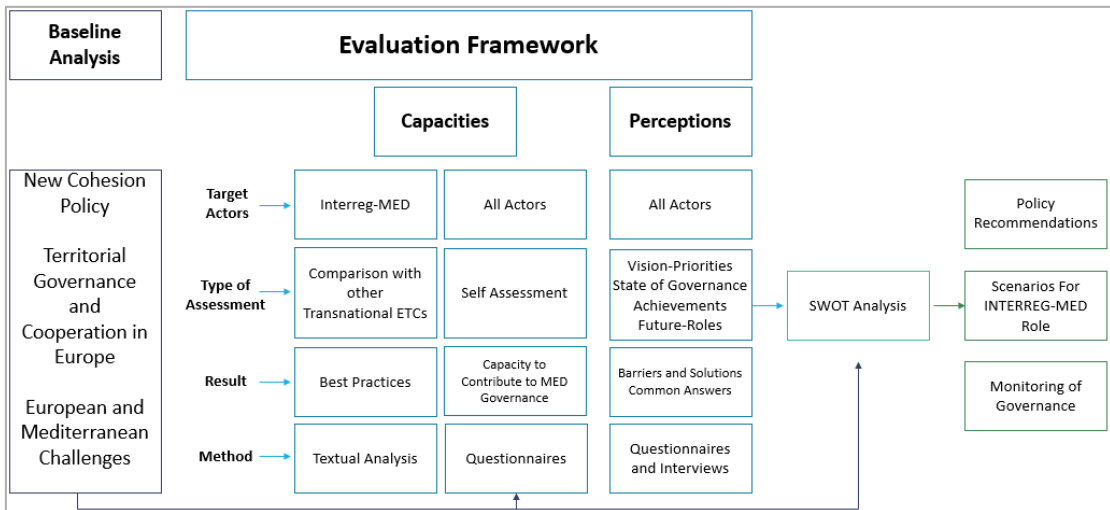 Baseline
Analysis
Evaluation Framework
Capacities
Perceptions
New Cohesion
Policy
Territorial
Governance
and
Cooperation in
Europe
European and
Mediterranean
Challenges
Target
Actors
Interreg-MED
All Actors
All Actors
Type of
Assessment
Comparison with
other
Transnational ETCs
Self Assessment
Vision-Priorities
State of Governance
Achievements
Future-Roles
Result
Best Practices
Capacity to
Contribute to MED
Governance
Barriers and Solutions
Common Answers
Method
Textual Analysis
Questionnaires
Questionnaires
and Interviews
SWOT Analysis
Policy
Recommendations
Scenarios For
INTERREG-MED
Role
Monitoring of
Governance